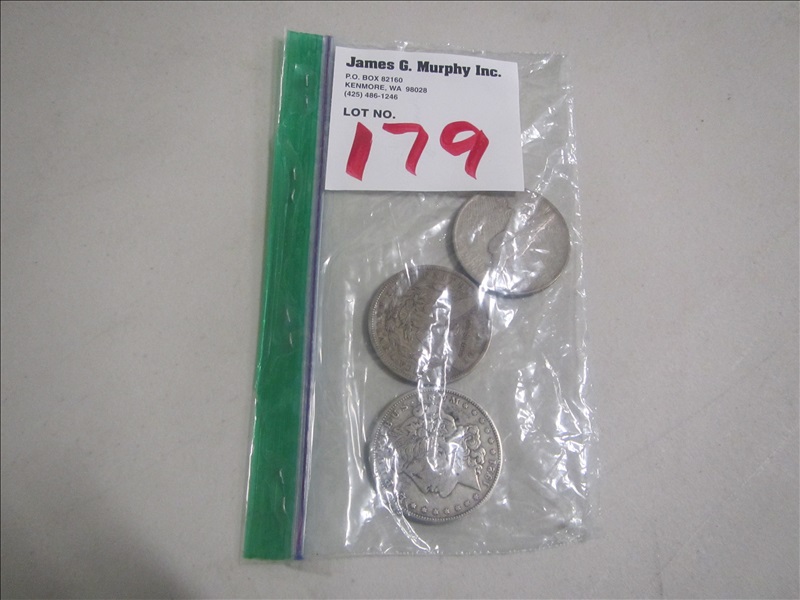 James G. Murphy Inc.
P.O. BOX 82160
KENMORE, WA 98028
(425) 486-1246
LOT NO.
179